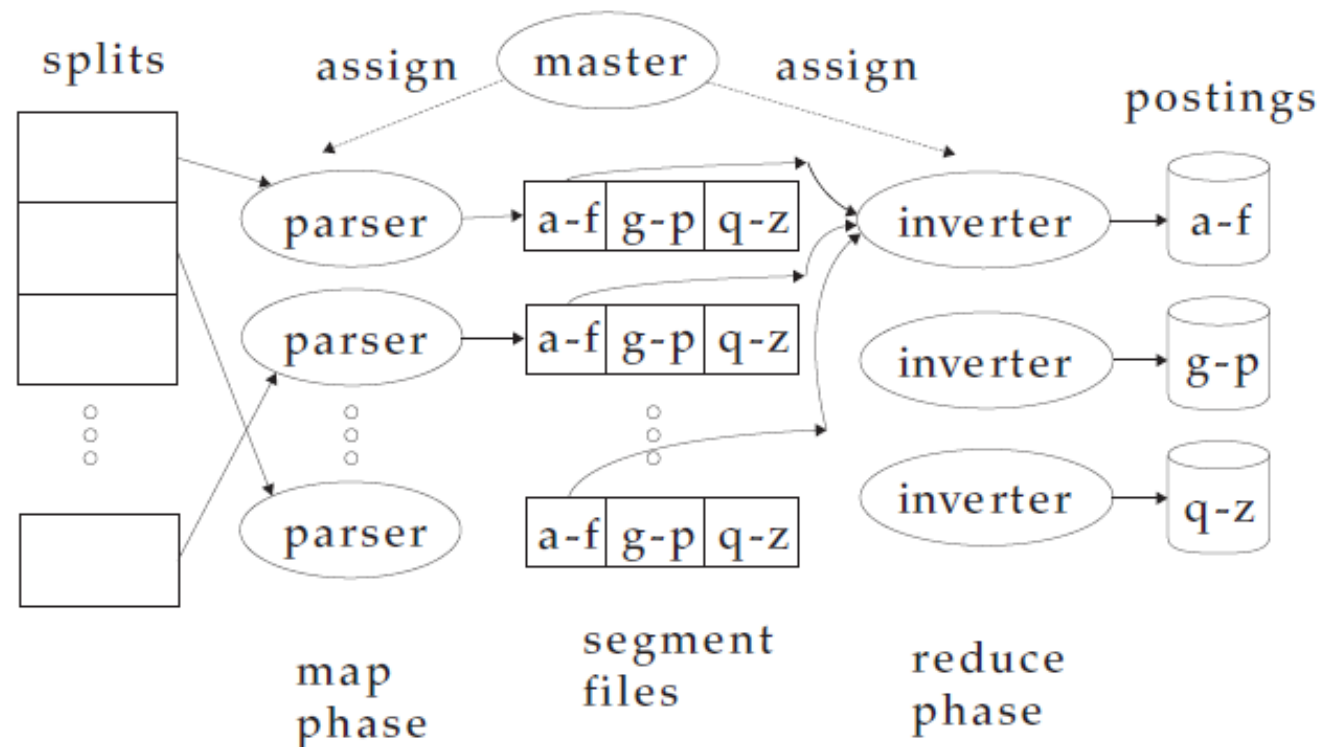 splits
assign
master
assign
postings
parser
a-f g-p q-z
inverter
a-f
parser
a-f g-p q-z
inverter
g-p
parser
a-f g-p q-z
inverter
q-z
map
phase
segment
files
reduce
phase